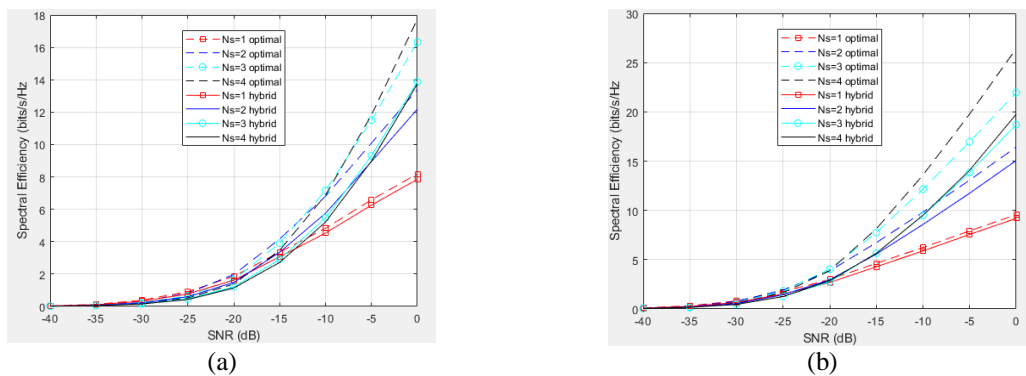 18
16
14
12
10
8
6
4
2
0
Spectral Efficiency (bits/s/Hz)
Ns=1 optimal
Ns=2 optimal
Ns=3 optimal
Ns=4 optimal
Ns=1 hybrid
Ns=2 hybrid
Ns=3 hybrid
Ns=4 hybrid
-40 -35 -30 -25 -20 -15 -10 -5 0
SNR (dB)
(a)
30
25
20
15
10
5
0
Spectral Efficiency (bits/s/Hz)
Ns=1 optimal
Ns=2 optimal
Ns=3 optimal
Ns=4 optimal
Ns=1 hybrid
Ns=2 hybrid
Ns=3 hybrid
Ns=4 hybrid
-40 -35 -30 -25 -20 -15 -10 -5 0
SNR (dB)
(b)